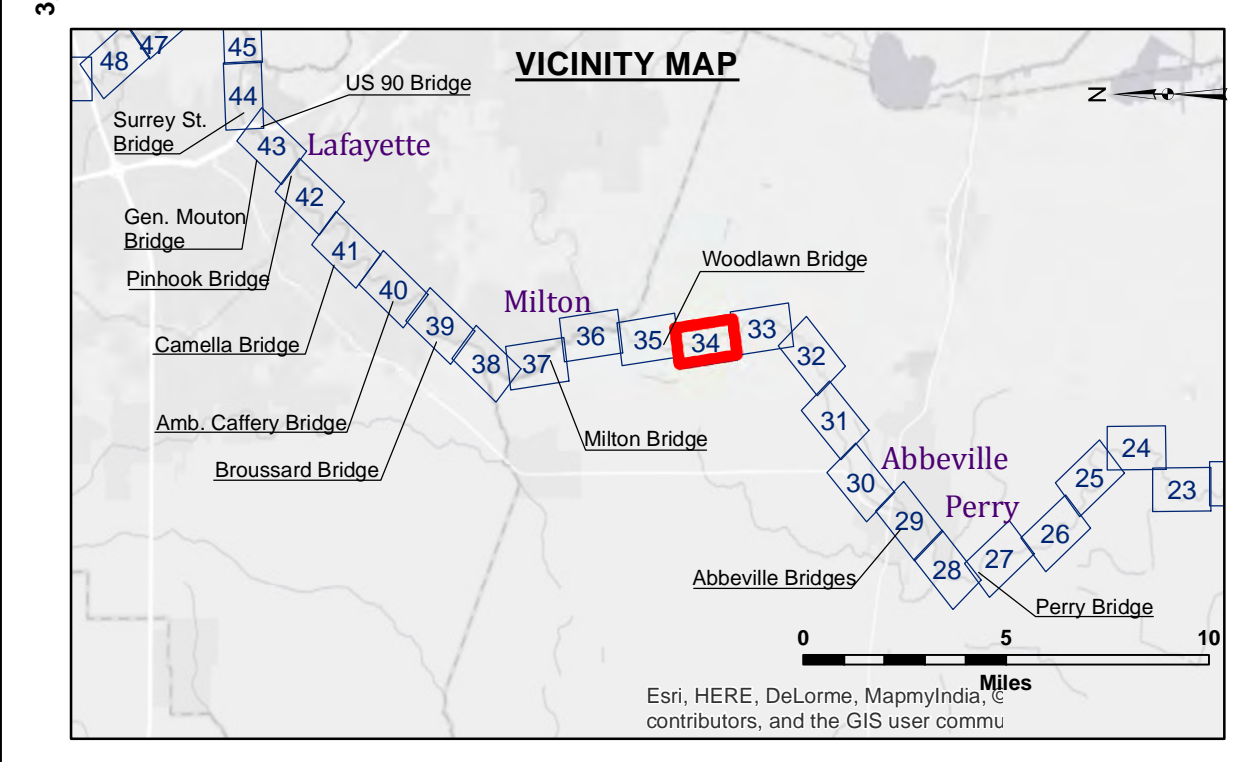 VICINITY MAP
N
48
47
45
44
US 90 Bridge
Surrey St.
Bridge
43
Lafayette
42
Gen. Mouton
Bridge
41
Pinhook Bridge
40
Woodlawn Bridge
Milton
39
36
35
34
33
Camella Bridge
38
37
32
Amb. Caffery Bridge
Milton Bridge
31
Broussard Bridge
Abbeville
24
30
25
23
Perry
29
26
28
27
Abbeville Bridges
Perry Bridge
0 5 10
Miles
Esri, HERE, DeLorme, MapmyIndia, ©
contributors, and the GIS user commu